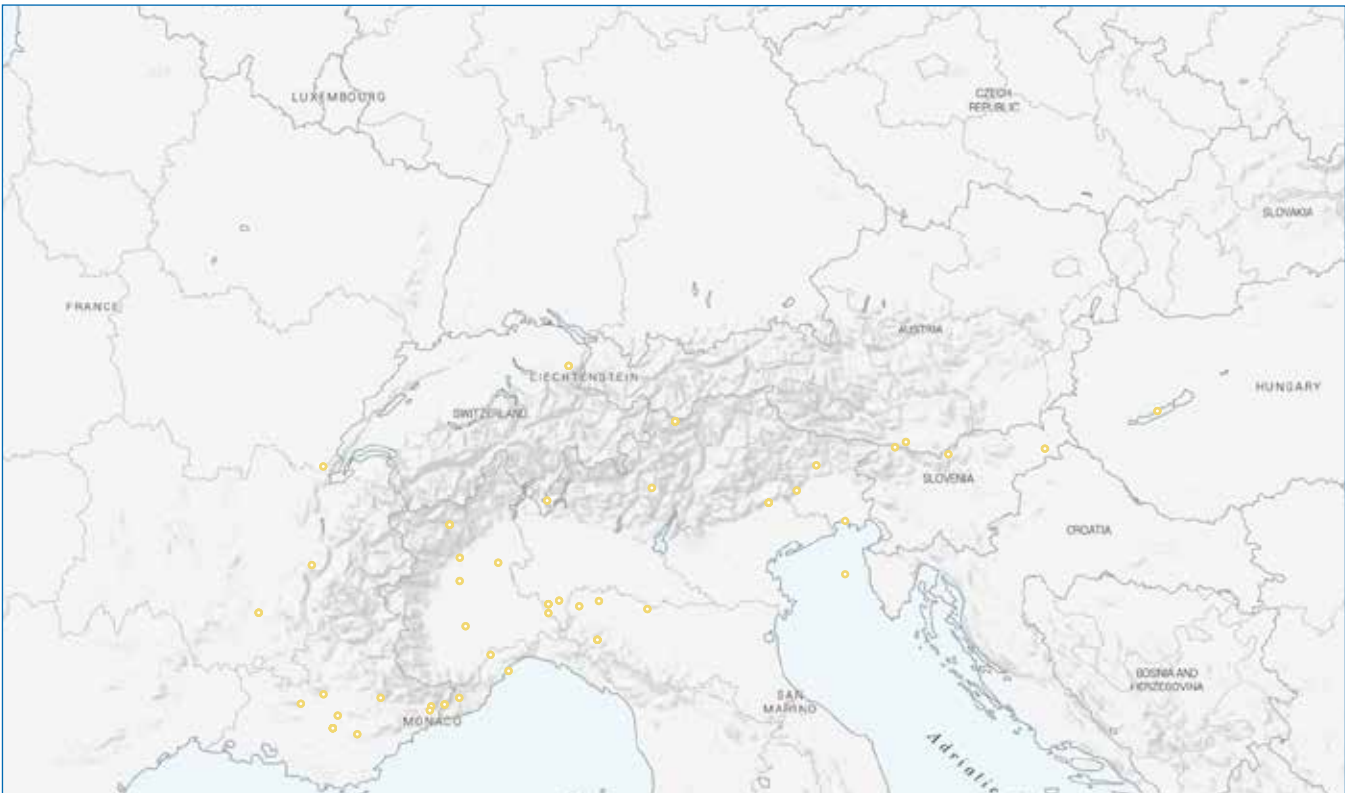 LUXEMBOURG
CZECH
REPUBLIC
SLOVAKIA
FRANCE
AUSTRIA
LIECHTENSTEIN
HUNGARY
SWITZERLAND
SLOVENIA
CROATIA
BOSNIA AND
HERZEGOVINA
SAN
MARINO
MONACO
Adriatic